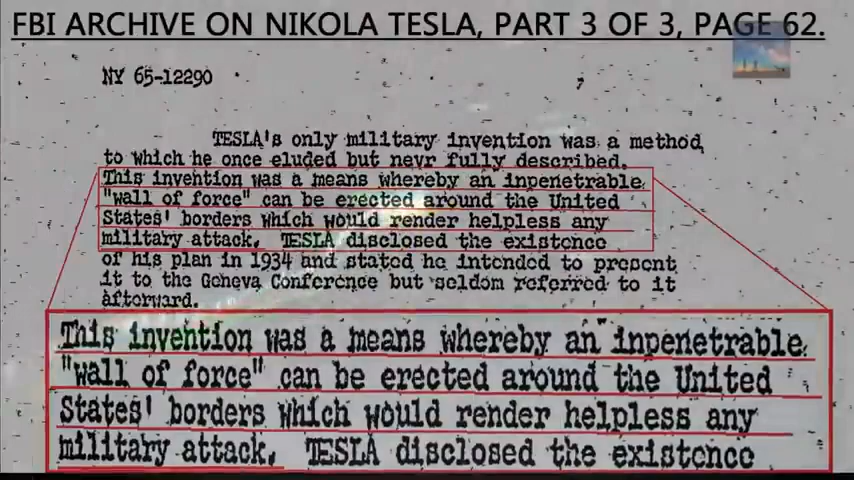 FBI ARCHIVE ON NIKOLA TESLA, PART 3 OF 3, PAGE 62.
NY 65-12290
TESLA's only military invention was a method
to which he once eluded but nevr fully described.
This invention was a means whereby an inpenetrable
"wall of force" can be erected around the United
States' borders which would render helpless any
military attack. TESLA disclosed the existence
of his plan in 1934 and stated he intended to present
it to the Geneva Conference but seldom referred to it
afterward.
This invention was a means whereby an inpenetrable
"wall of force" can be erected around the United
States' borders which would render helpless any
military attack. TESLA disclosed the existence